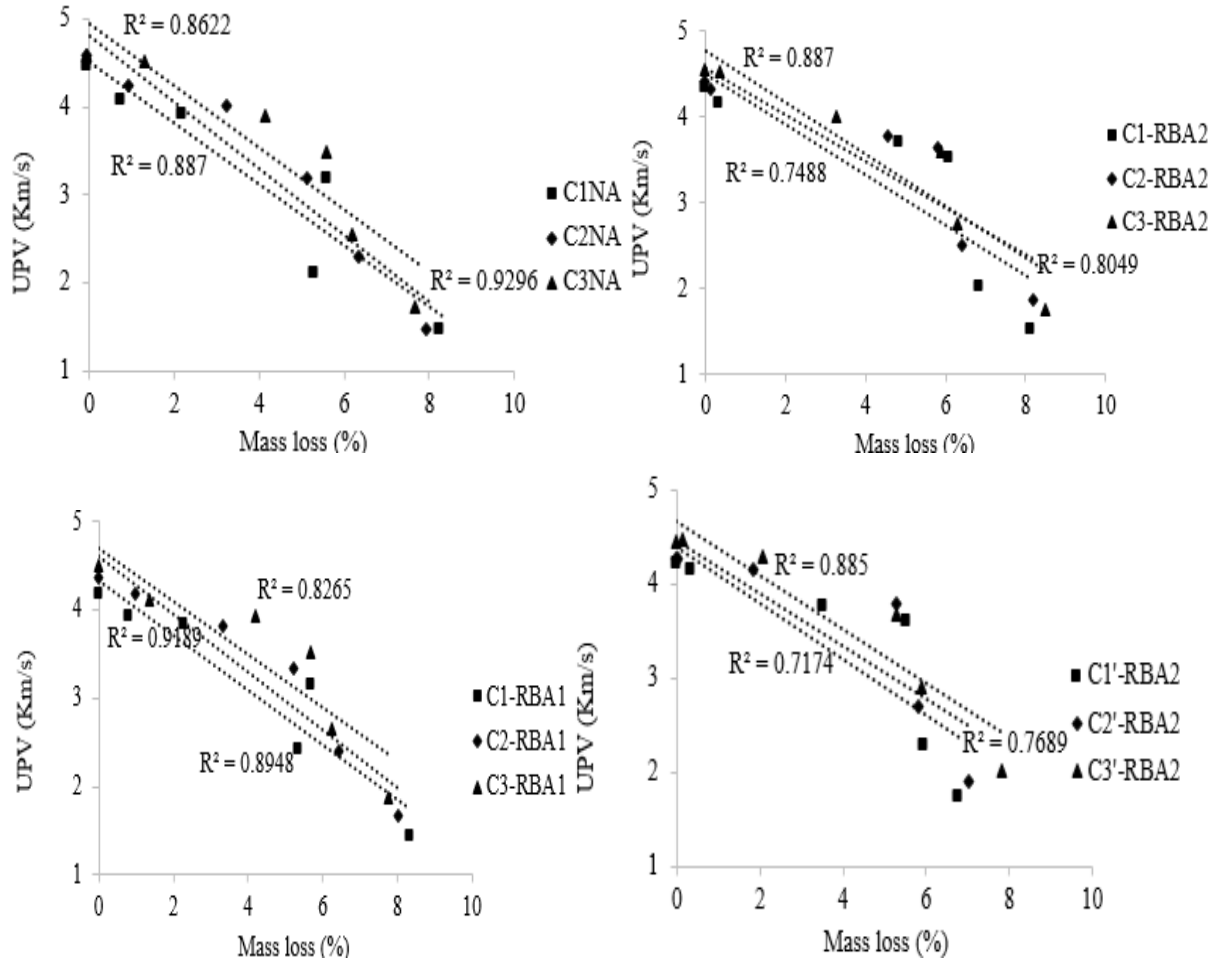 5
R² = 0.8622
4
R² = 0.887
3
2
R² = 0.9296
1
0 2 4 6 8 10
UPV (Km/s)
Mass loss (%)
C1NA
C2NA
C3NA
5
R² = 0.887
4
3
R² = 0.7488
2
R² = 0.8049
1
0 2 4 6 8 10
UPV (Km/s)
Mass loss (%)
C1-RBA2
C2-RBA2
C3-RBA2
5
4
R² = 0.8265
R² = 0.9189
3
R² = 0.8948
2
1
0 2 4 6 8 10
UPV (Km/s)
Mass loss (%)
C1-RBA1
C2-RBA1
C3-RBA1
5
4
R² = 0.885
3
R² = 0.7174
R² = 0.7689
2
1
0 2 4 6 8 10
UPV (Km/s)
Mass loss (%)
C1'-RBA2
C2'-RBA2
C3'-RBA2